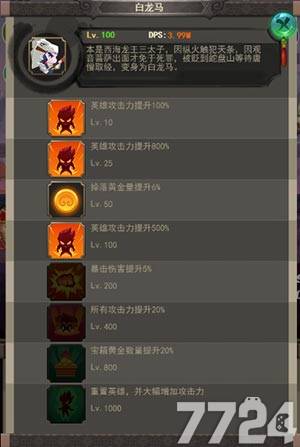 白龙马
Lv.100 DPS:3.99W
本是西海龙王三太子，因纵火触犯天条，因观
音菩萨出面才免于死罪，被贬到蛇盘山等待唐
僧取经，变身为白龙马。
英雄攻击力提升100%
Lv. 10
英雄攻击力提升800%
Lv. 25
掉落黄金量提升6%
Lv. 50
英雄攻击力提升500%
Lv. 100
暴击伤害提升5%
Lv. 200
所有攻击力提升20%
Lv. 400
宝箱黄金数量提升20%
Lv. 800
重置英雄，并大幅增加攻击力
Lv. 1000
7724